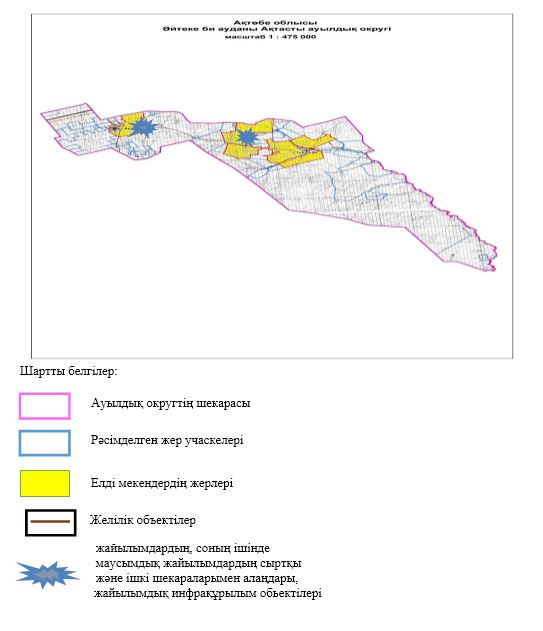 Ақтөбе облысы
Әйтеке би ауданы Ақтасты ауылдық округі
масштаб 1 : 475 000
Шартты белгілер:
Ауылдық округтің шекарасы
Рәсімделген жер учаскелері
Елді мекендердің жерлері
Желілік объектілер
жайылымдардың, соның ішінде
маусымдық жайылымдардың сыртқы
және ішкі шекараларымен алаңдары,
жайылымдық инфрақұрылым обьектілері